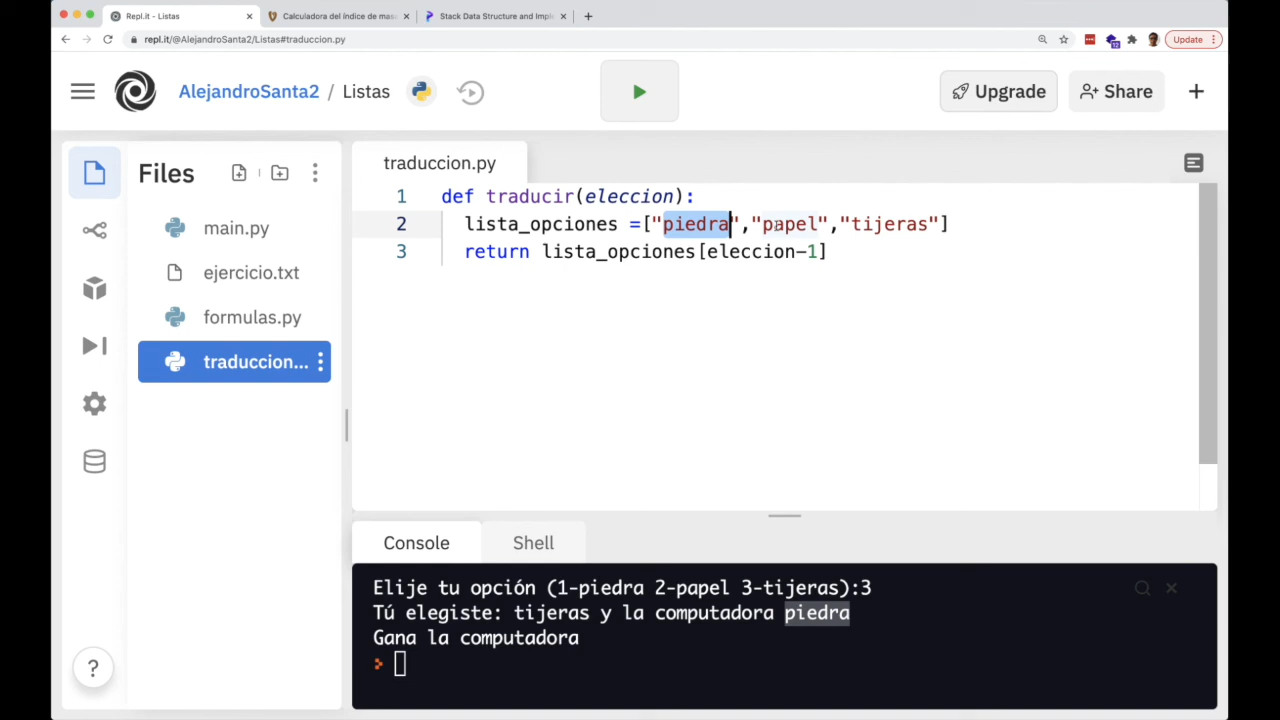 Repl.it - Listas
Calculadora del índice de mas
Stack Data Structure and Imple
repl.it/@AlejandroSanta2/Listas#traduccion.py
12
Update
AlejandroSanta2 / Listas
Upgrade
Share
Files
main.py
ejercicio.txt
formulas.py
traduccion...
traduccion.py
1 def traducir(eleccion):
2 lista_opciones =["piedra","papel","tijeras"]
3 return lista_opciones[eleccion-1]
Console
Shell
Elije tu opción (1-piedra 2-papel 3-tijeras):3
Tú elegiste: tijeras y la computadora piedra
Gana la computadora
?